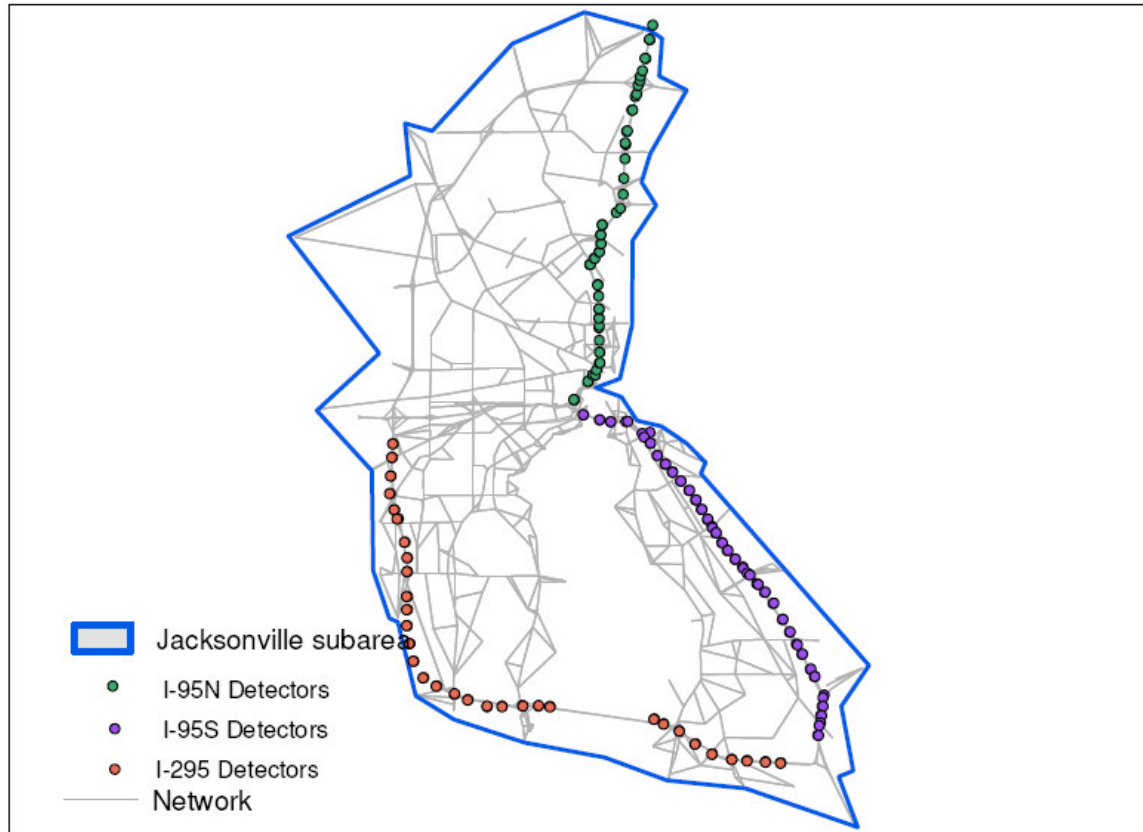 Jacksonville subarea
I-95N Detectors
I-95S Detectors
I-295 Detectors
Network